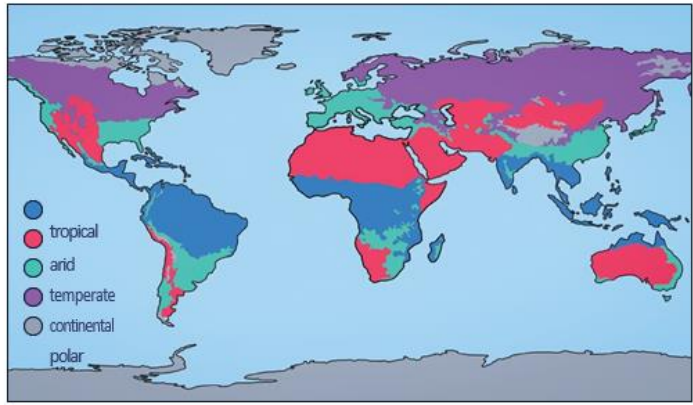 tropical
arid
temperate
continental
polar